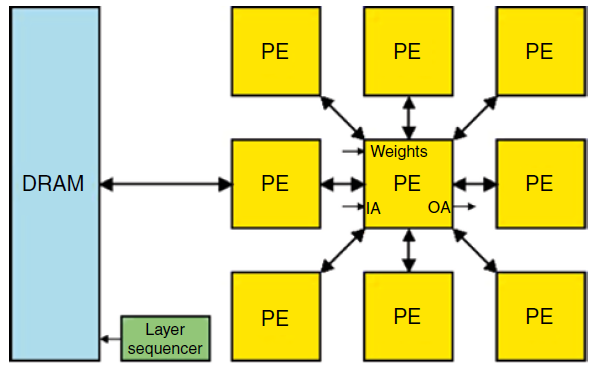 PE PE PE
Weights
DRAM PE PE PE
IA OA
Layer
sequencer
PE PE PE